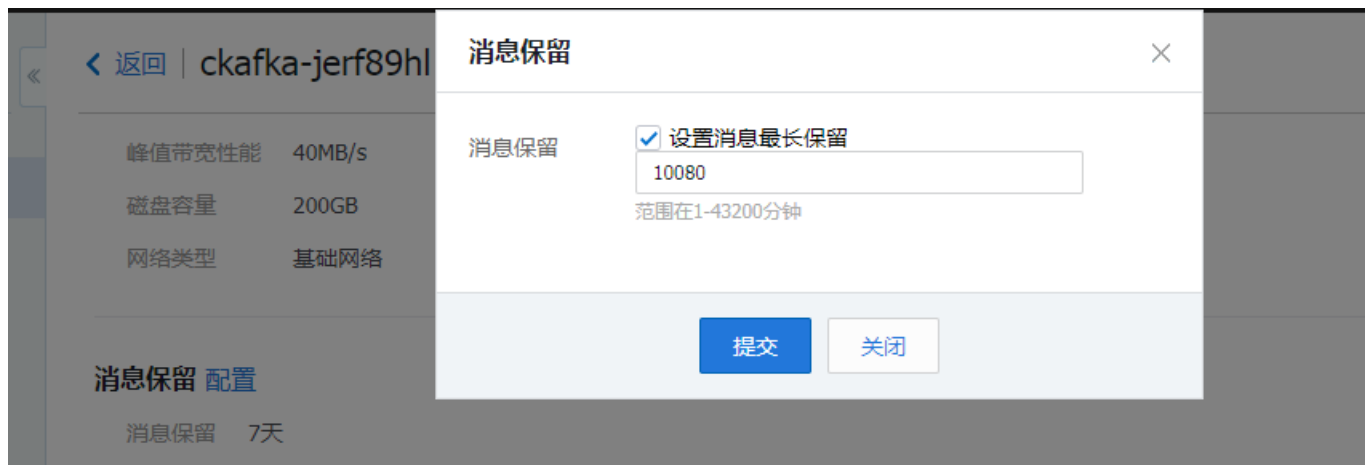 返回 ckafka-jerf89hl
峰值带宽性能 40MB/s
磁盘容量 200GB
网络类型 基础网络
消息保留 配置
消息保留 7天
消息保留
消息保留 设置消息最长保留
10080
范围在1-43200分钟
提交 关闭